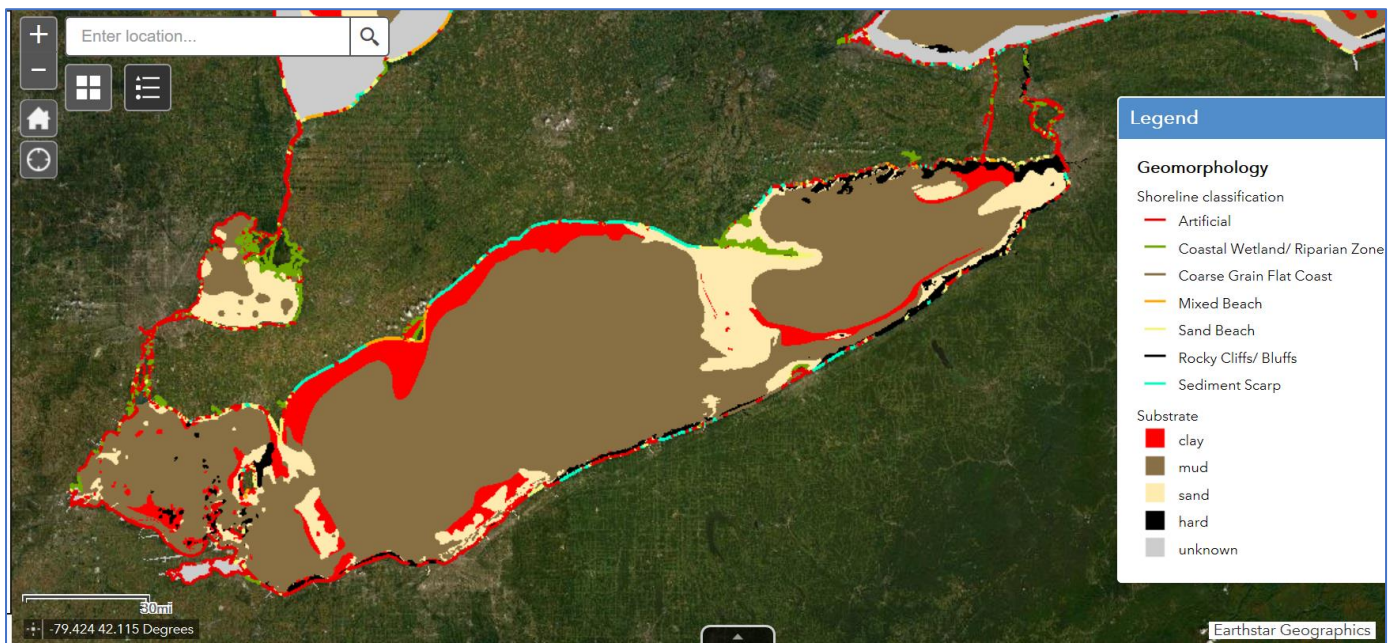 +
Enter location...
−
Legend
Geomorphology
Shoreline classification
Artificial
Coastal Wetland/ Riparian Zone
Coarse Grain Flat Coast
Mixed Beach
Sand Beach
Rocky Cliffs/ Bluffs
Sediment Scarp
Substrate
clay
mud
sand
hard
unknown
30mi
-79.424 42.115 Degrees
Earthstar Geographics